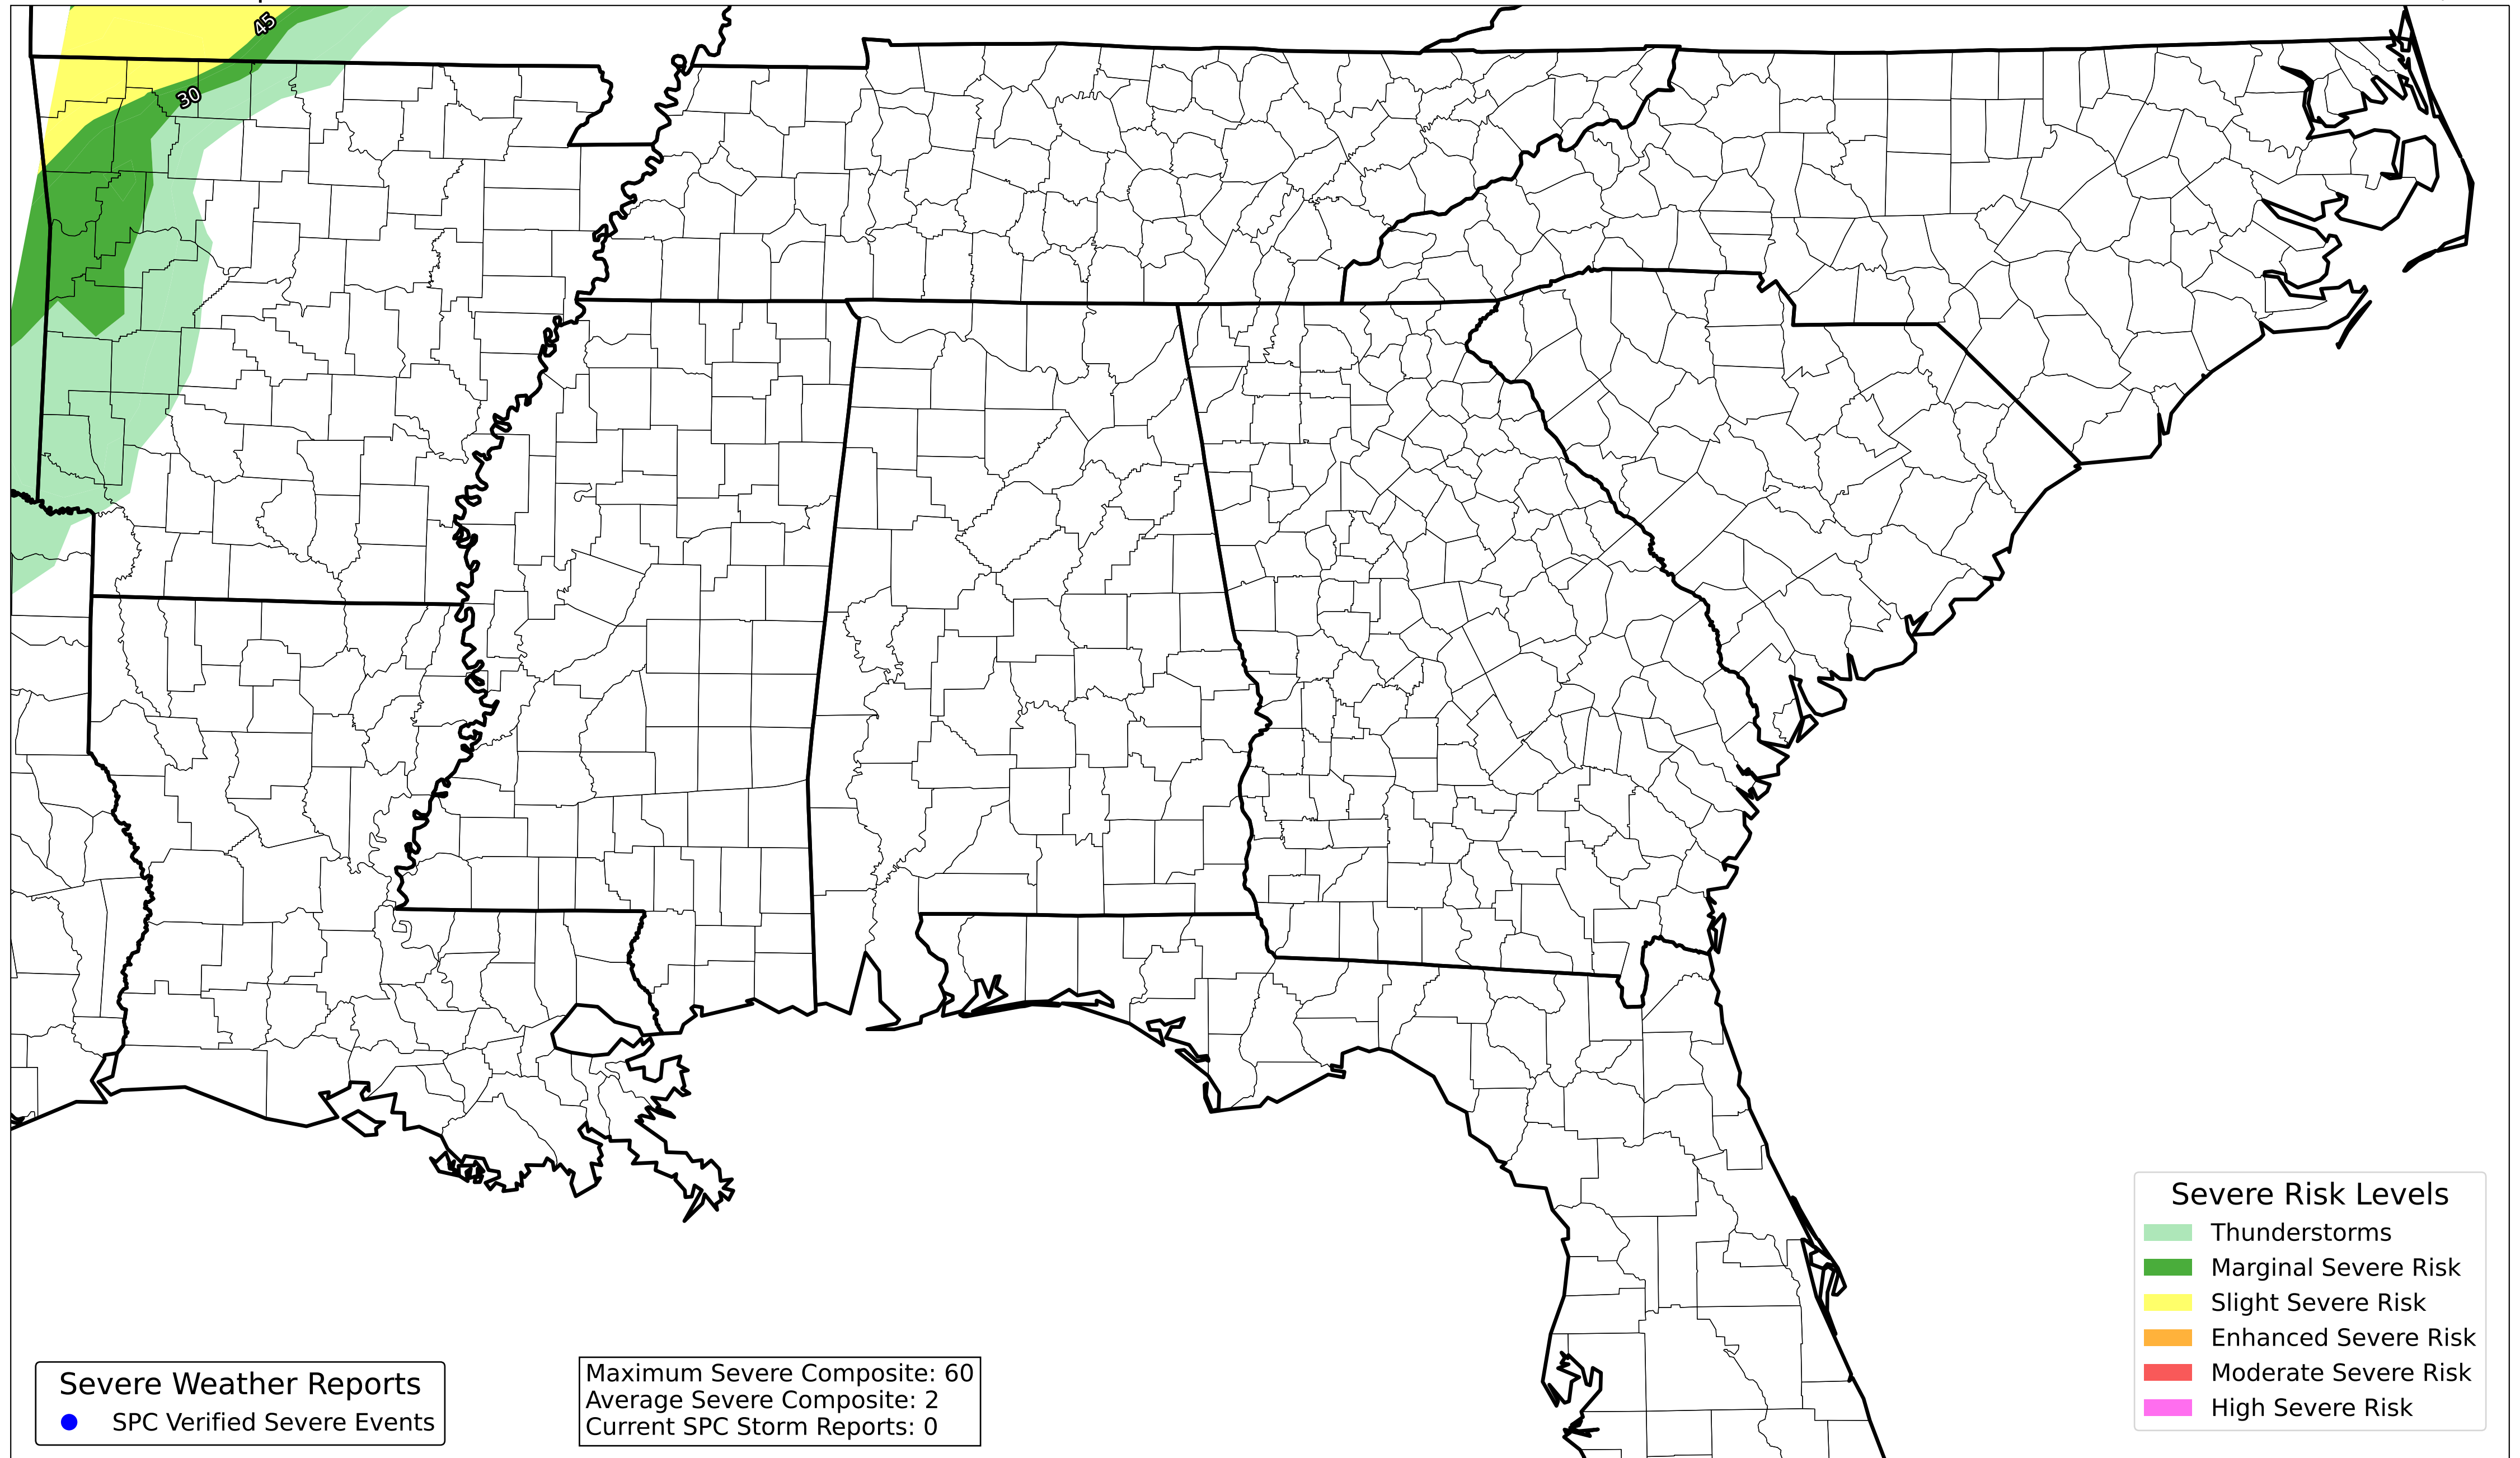 45
30
Severe Risk Levels
Thunderstorms
Marginal Severe Risk
Slight Severe Risk
Enhanced Severe Risk
Moderate Severe Risk
High Severe Risk
Severe Weather Reports
SPC Verified Severe Events
Maximum Severe Composite: 60
Average Severe Composite: 2
Current SPC Storm Reports: 0